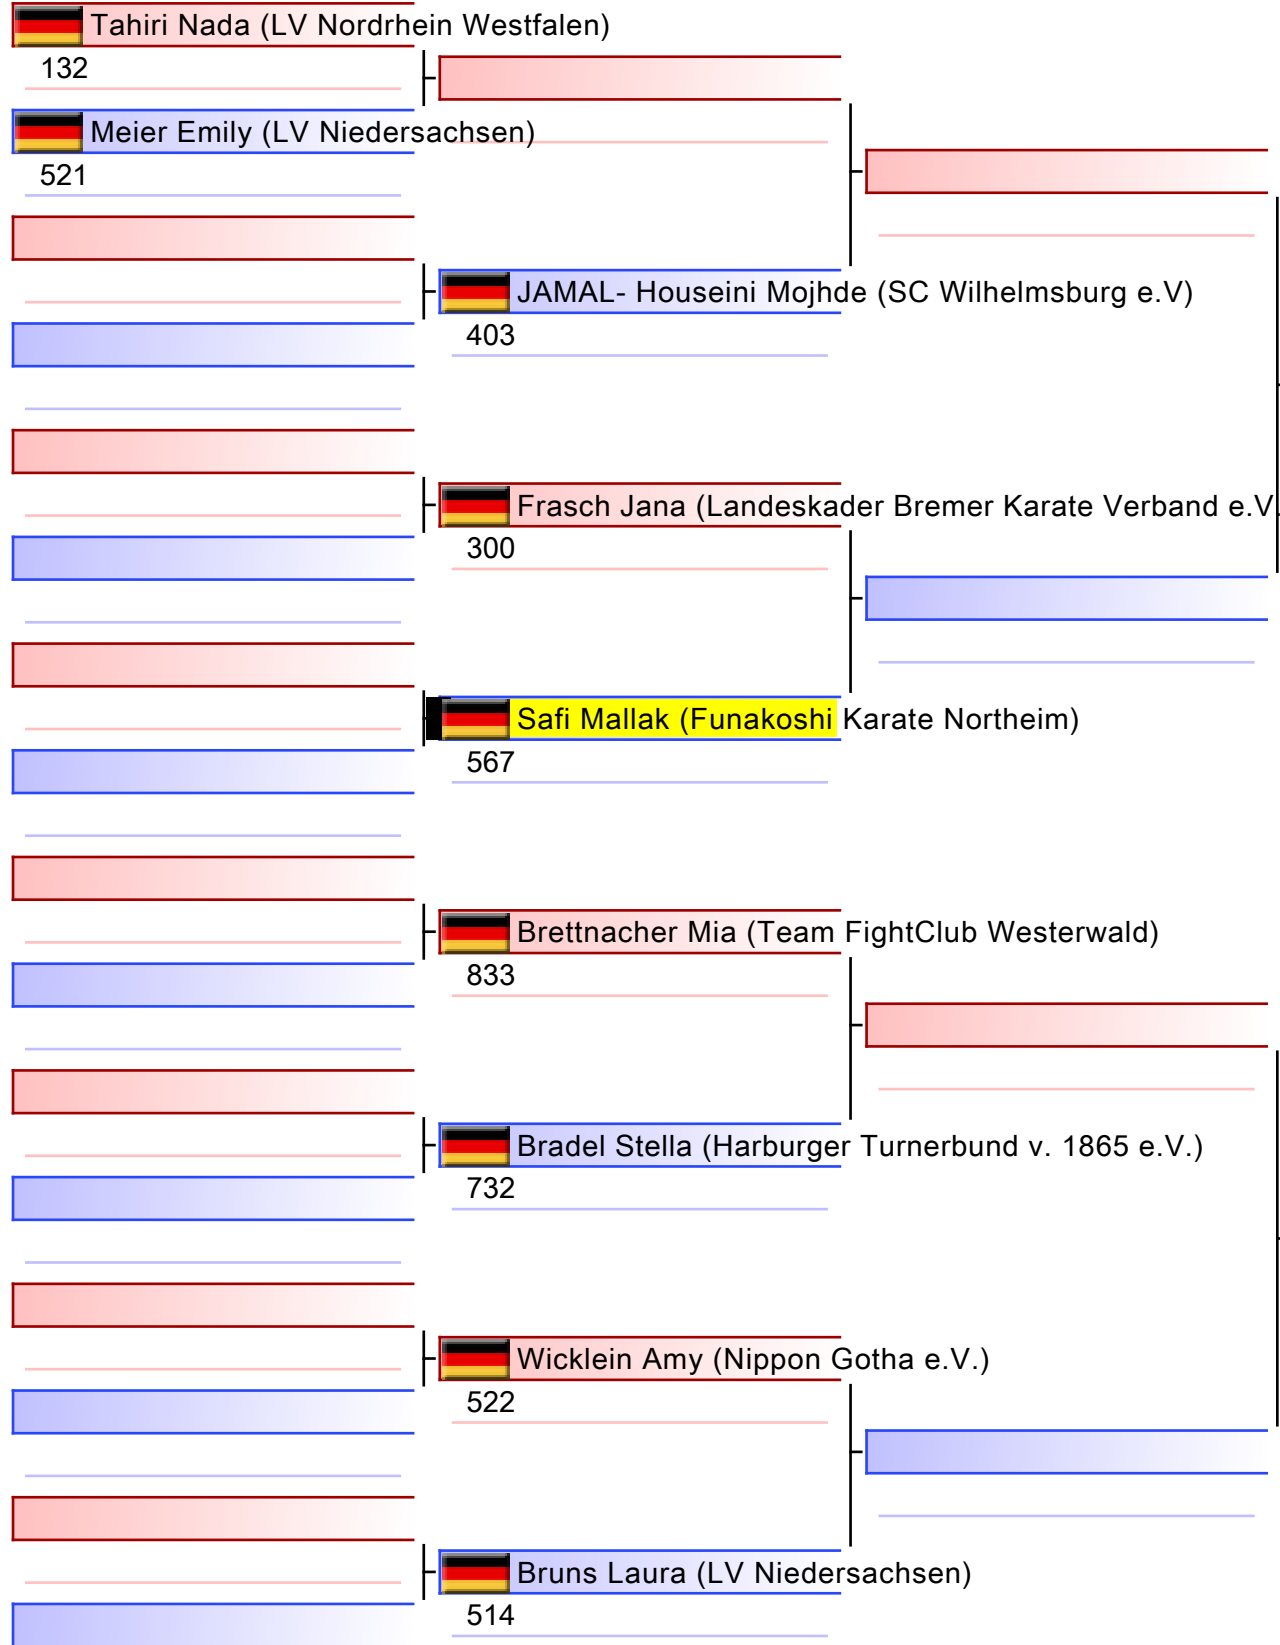 Tahiri Nada (LV Nordrhein Westfalen)
132
Meier Emily (LV Niedersachsen)
521
JAMAL- Houseini Mojhde (SC Wilhelmsburg e.V)
403
Frasch Jana (Landeskader Bremer Karate Verband e.V.
300
Safi Mallak (Funakoshi Karate Northeim)
567
Brettnacher Mia (Team FightClub Westerwald)
833
Bradel Stella (Harburger Turnerbund v. 1865 e.V.)
732
Wicklein Amy (Nippon Gotha e.V.)
522
Bruns Laura (LV Niedersachsen)
514